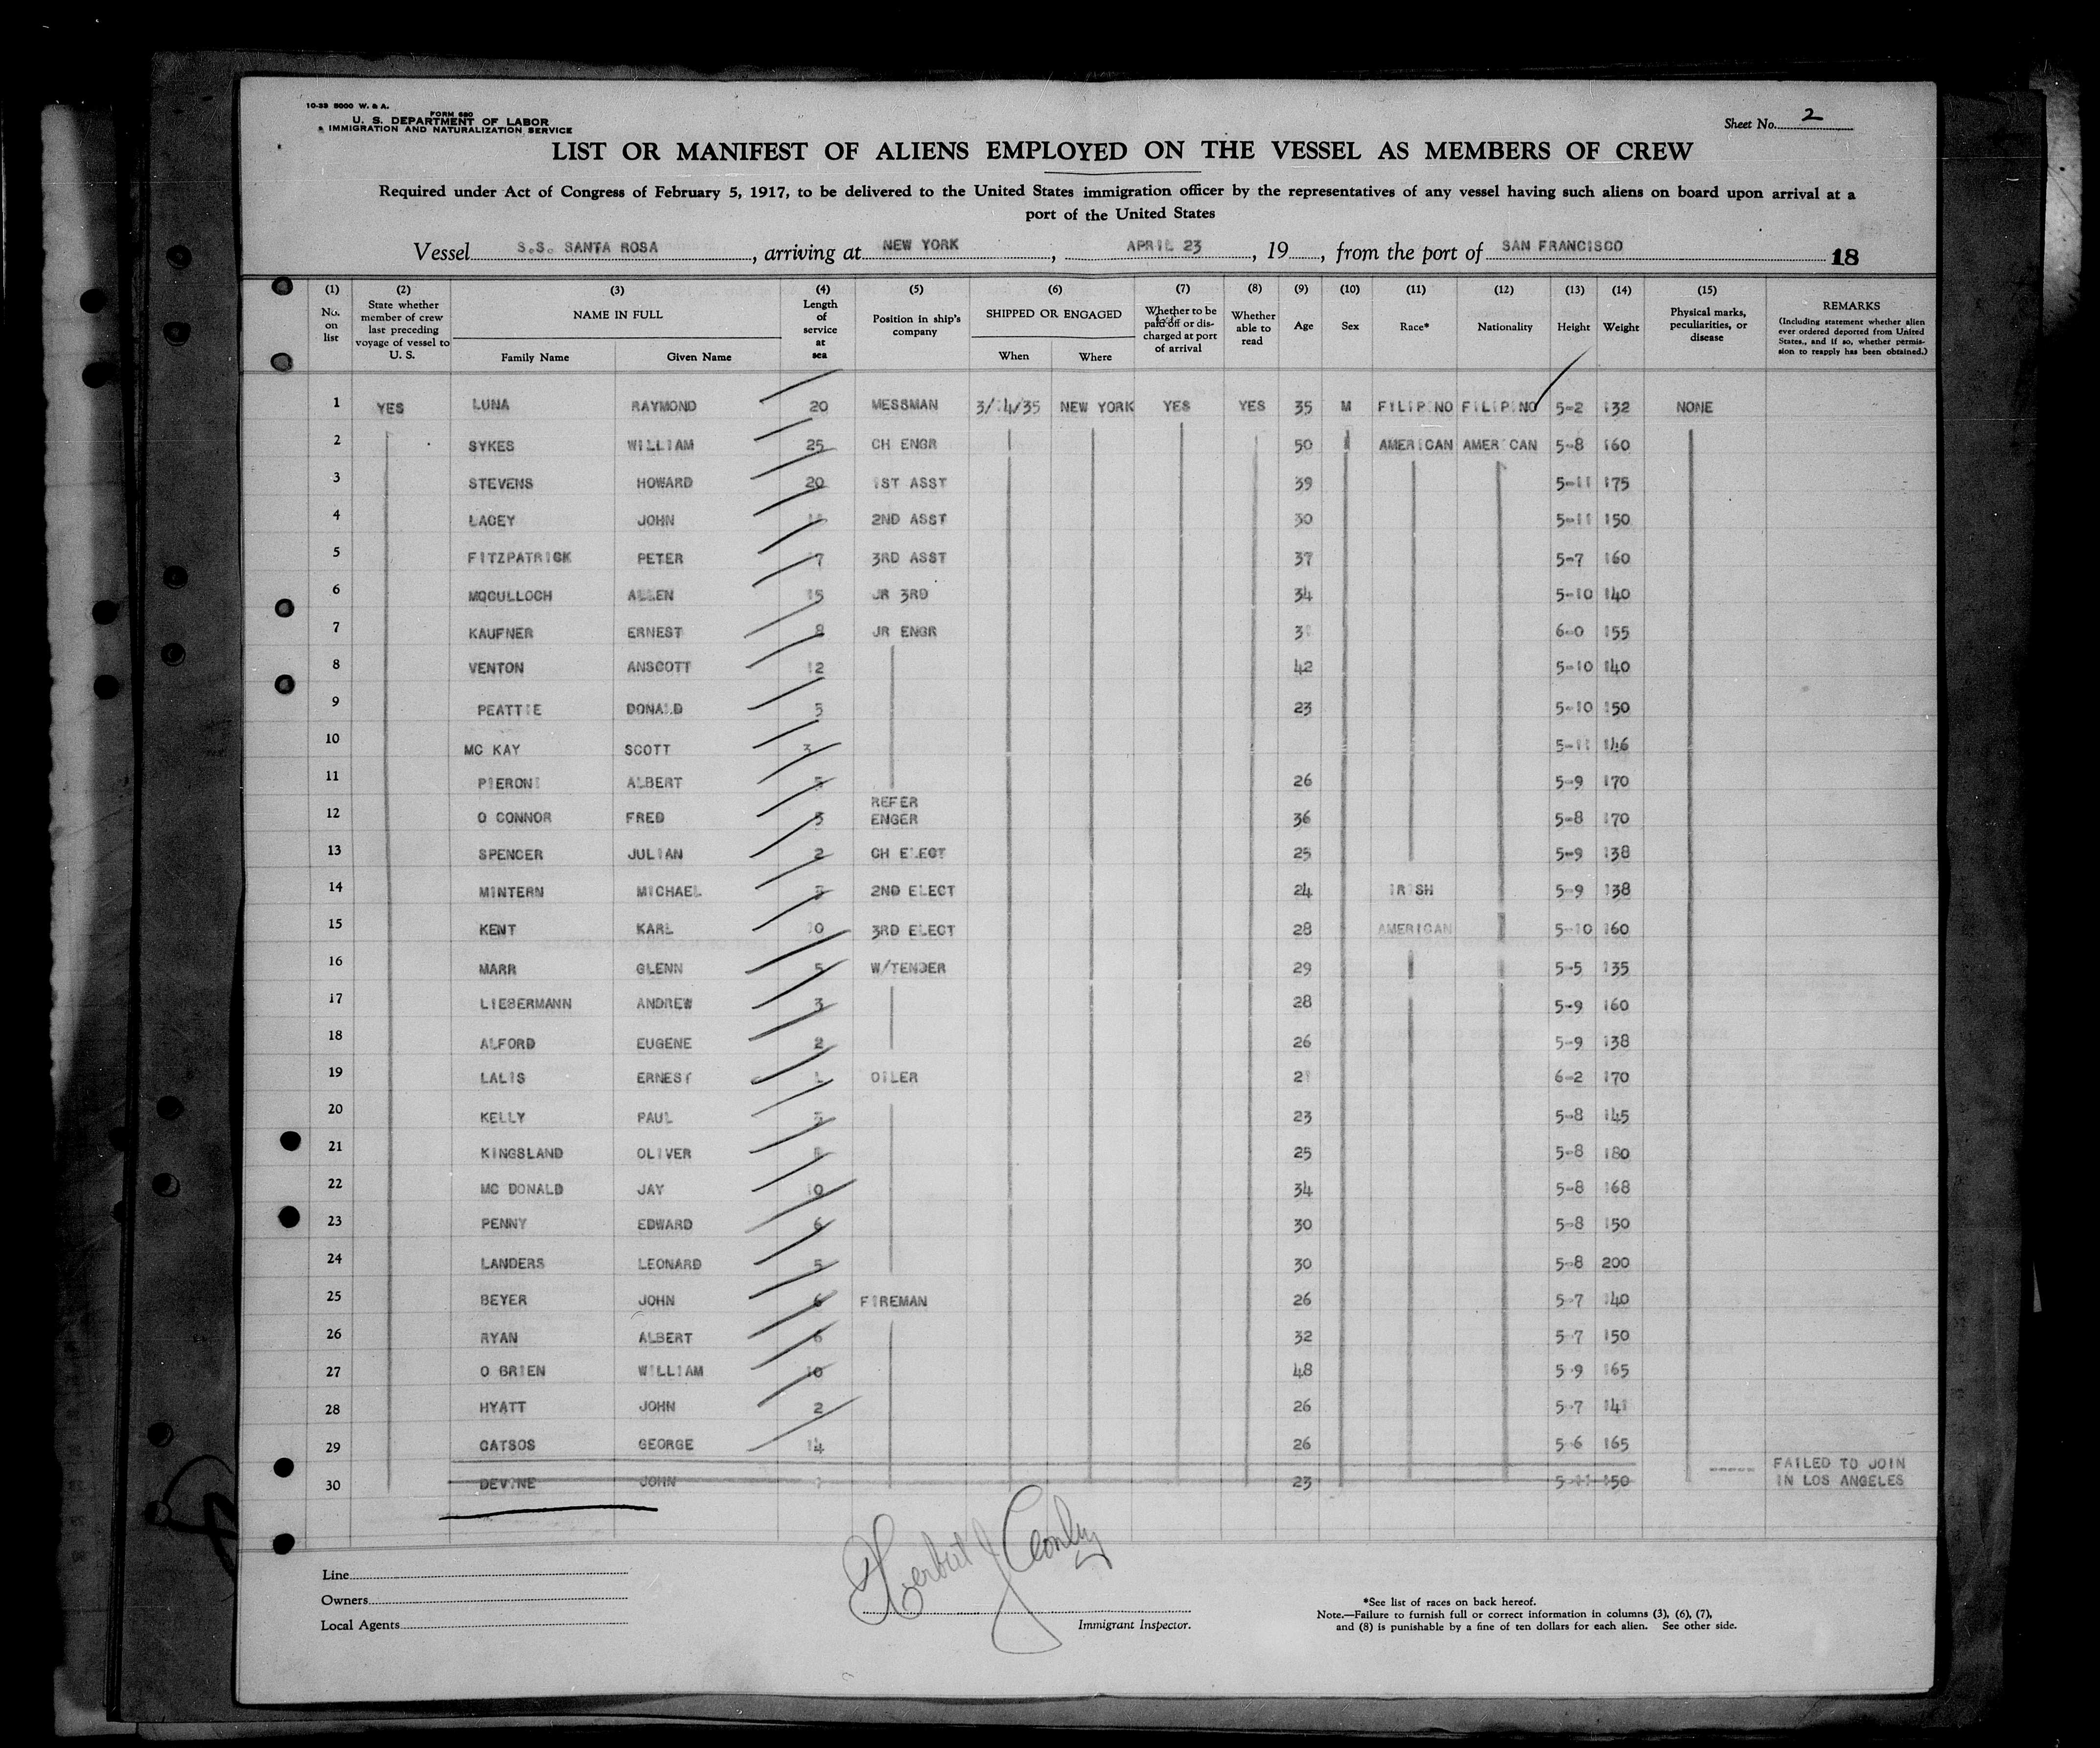 10-33 5000 W. & A.
FORM 680
U. S. DEPARTMENT OF LABOR
IMMIGRATION AND NATURALIZATION SERVICE
Sheet No. 2
LIST OR MANIFEST OF ALIENS EMPLOYED ON THE VESSEL AS MEMBERS OF CREW
Required under Act of Congress of February 5, 1917, to be delivered to the United States immigration officer by the representatives of any vessel having such aliens on board upon arrival at a
port of the United States
Vessel S.S. SANTA ROSA, arriving at NEW YORK, APRIL 23, 19, from the port of SAN FRANCISCO 18
(1) No. on list
(2) State whether member of crew last preceding voyage of vessel to U. S.
(3) NAME IN FULL Family Name Given Name
(4) Length of service at sea
(5) Position in ship's company
(6) SHIPPED OR ENGAGED When Where
(7) Whether to be paid off or discharged at port of arrival
(8) Whether able to read
(9) Age
(10) Sex
(11) Race*
(12) Nationality
(13) Height
(14) Weight
(15) Physical marks, peculiarities, or disease
REMARKS (Including statement whether alien ever ordered deported from United States, and if so, whether permission to reapply has been obtained.)
1 YES LUNA RAYMOND 20 MESSMAN 3/14/35 NEW YORK YES YES 35 M FILIPINO FILIPINO 5-2 132 NONE
2 SYKES WILLIAM 25 CH ENGR 50 AMERICAN AMERICAN 5-8 160
3 STEVENS HOWARD 20 1ST ASST 39 5-11 175
4 LACEY JOHN 2ND ASST 30 5-11 150
5 FITZPATRICK PETER 17 3RD ASST 37 5-7 160
6 MCCULLOCH ALLEN 15 JR 3RD 34 5-10 140
7 KAUFNER ERNEST 8 JR ENGR 31 6-0 155
8 VENTON ANSCOTT 12 42 5-10 140
9 PEATTIE DONALD 5 23 5-10 150
10 MC KAY SCOTT 3 5-11 146
11 PIERONI ALBERT 5 26 5-9 170
12 O CONNOR FRED 5 REFER ENGER 36 5-8 170
13 SPENCER JULIAN 2 CH ELECT 25 5-9 138
14 MINTERN MICHAEL 5 2ND ELECT 24 IRISH 5-9 138
15 KENT KARL 10 3RD ELECT 28 AMERICAN 5-10 160
16 MARR GLENN 5 W/TENDER 29 5-5 135
17 LIEBERMANN ANDREW 3 28 5-9 160
18 ALFORD EUGENE 2 26 5-9 138
19 LALIS ERNEST 1 OILER 21 6-2 170
20 KELLY PAUL 23 5-8 145
21 KINGSLAND OLIVER 25 5-8 180
22 MC DONALD JAY 10 34 5-8 168
23 PENNY EDWARD 6 30 5-8 150
24 LANDERS LEONARD 5 30 5-8 200
25 BEYER JOHN 6 FIREMAN 26 5-7 140
26 RYAN ALBERT 6 32 5-7 150
27 O BRIEN WILLIAM 10 48 5-9 165
28 HYATT JOHN 2 26 5-7 141
29 CATSOS GEORGE 14 26 5-6 165
30 DEVINE JOHN 23 5-11 150 ----- FAILED TO JOIN IN LOS ANGELES
Line
Owners
Local Agents
Immigrant Inspector.
*See list of races on back hereof.
Note.—Failure to furnish full or correct information in columns (3), (6), (7),
and (8) is punishable by a fine of ten dollars for each alien. See other side.